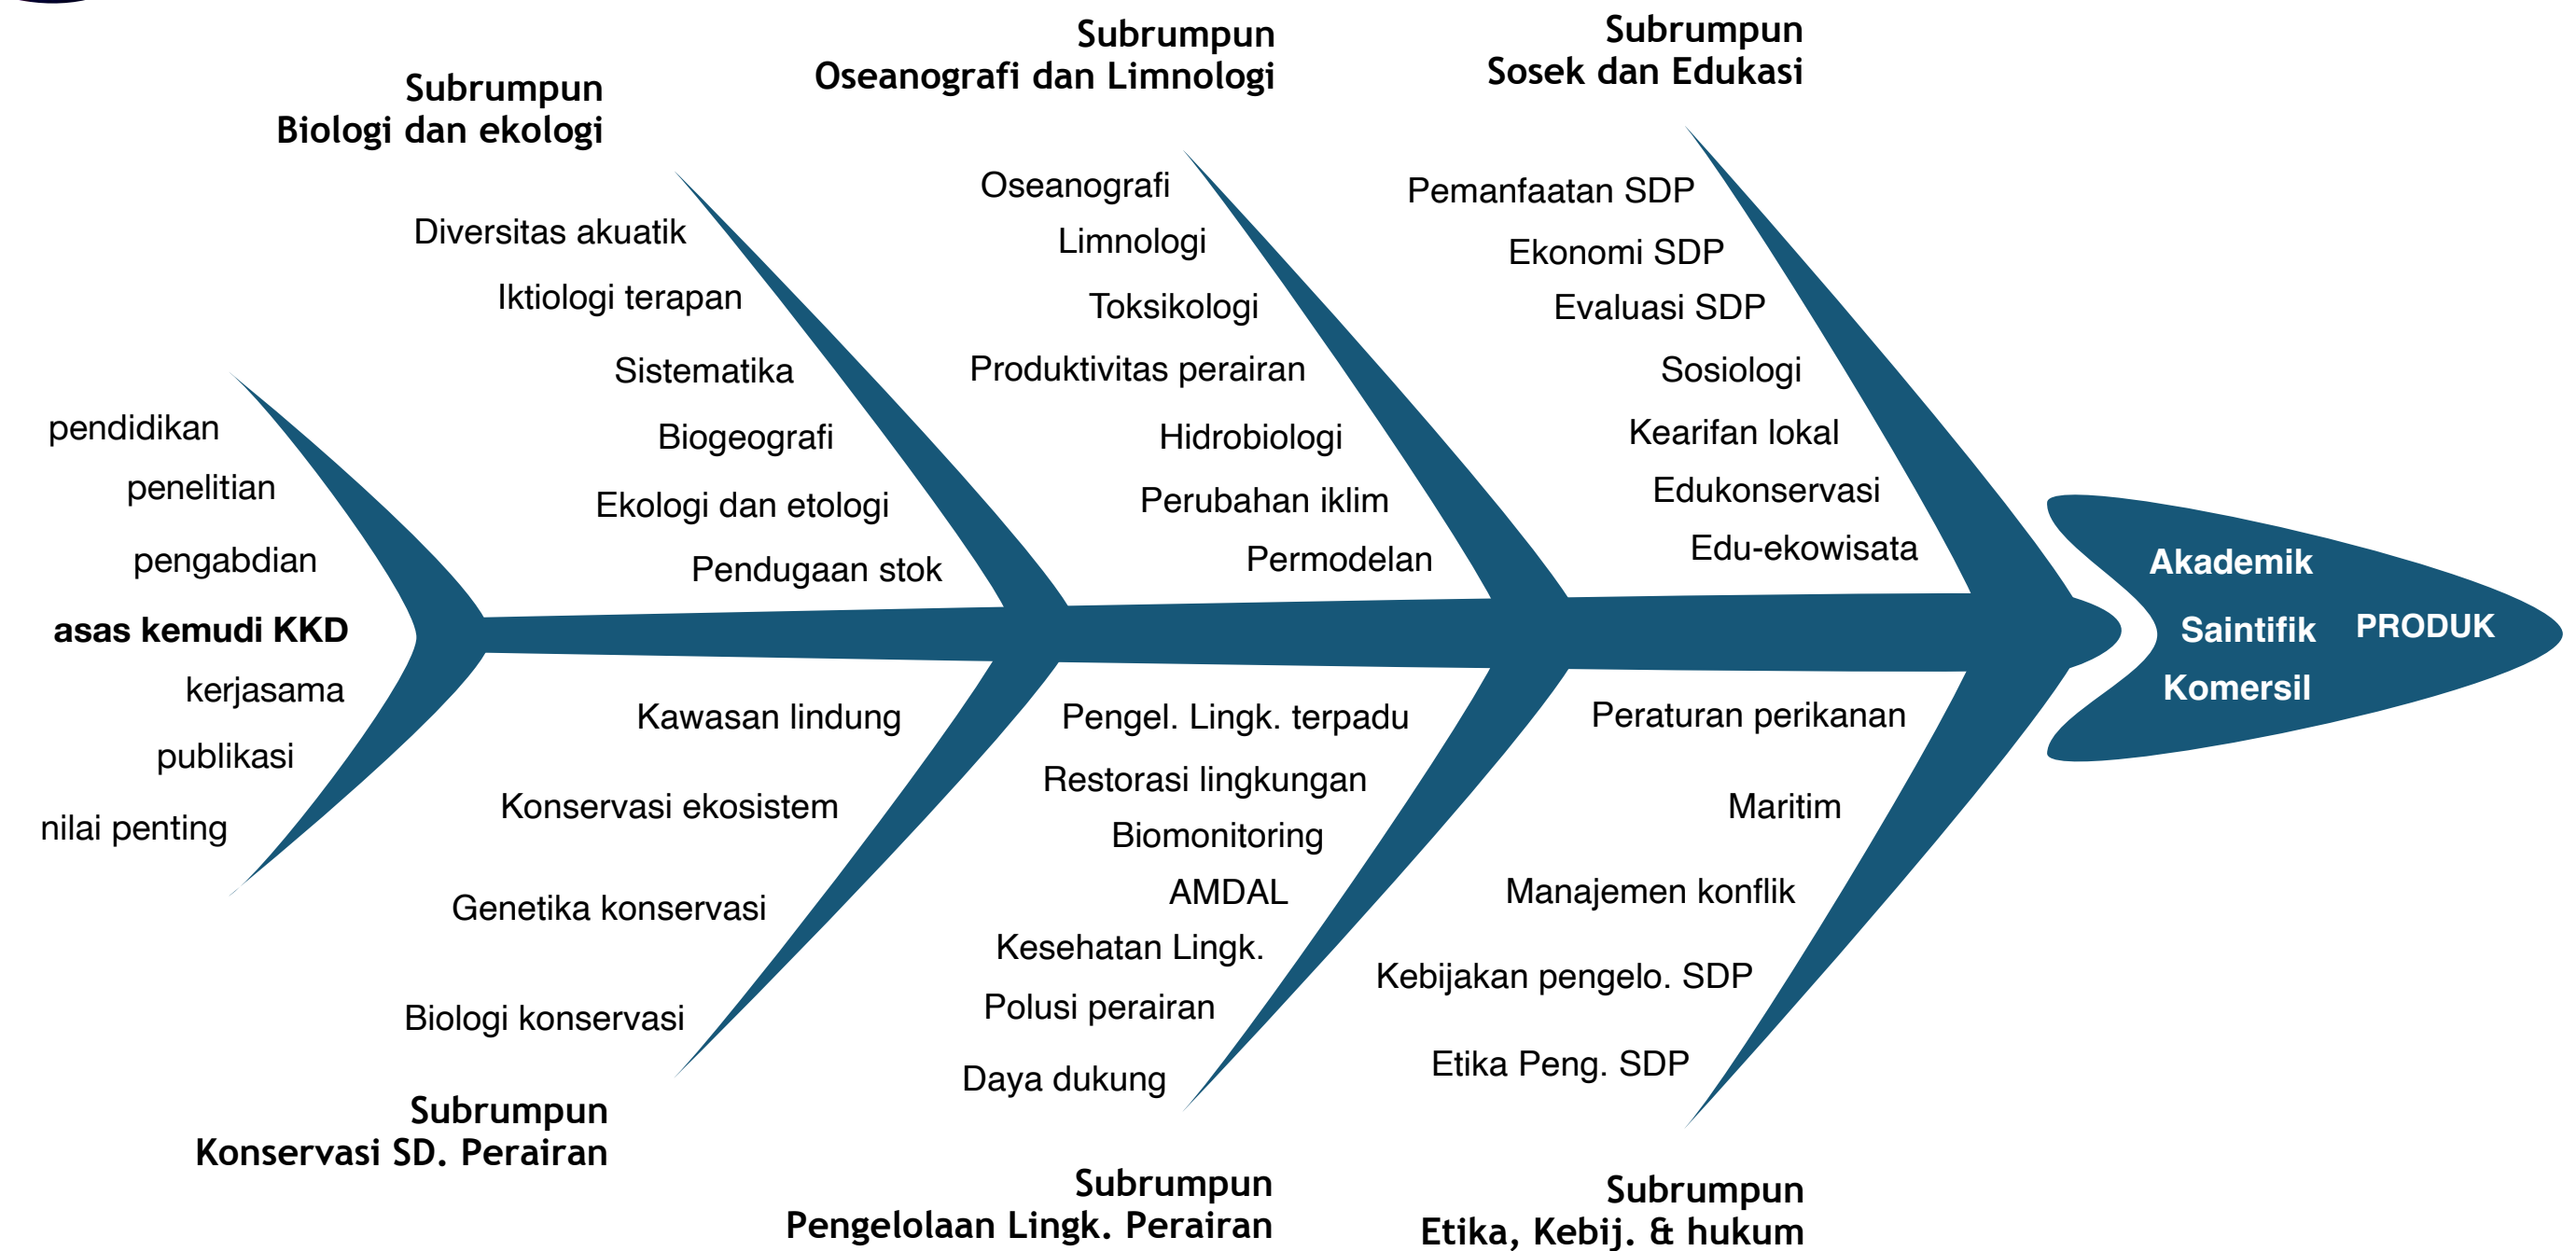 Subrumpun
Biologi dan ekologi
Diversitas akuatik
Iktiologi terapan
Sistematika
Biogeografi
Ekologi dan etologi
Pendugaan stok
Subrumpun
Oseanografi dan Limnologi
Oseanografi
Limnologi
Toksikologi
Produktivitas perairan
Hidrobiologi
Perubahan iklim
Permodelan
Subrumpun
Sosek dan Edukasi
Pemanfaatan SDP
Ekonomi SDP
Evaluasi SDP
Sosiologi
Kearifan lokal
Edukonservasi
Edu-ekowisata
pendidikan
penelitian
pengabdian
asas kemudi KKD
kerjasama
publikasi
nilai penting
Akademik
Saintifik
Komersil
PRODUK
Kawasan lindung
Konservasi ekosistem
Genetika konservasi
Biologi konservasi
Subrumpun
Konservasi SD. Perairan
Pengel. Lingk. terpadu
Restorasi lingkungan
Biomonitoring
AMDAL
Kesehatan Lingk.
Polusi perairan
Daya dukung
Subrumpun
Pengelolaan Lingk. Perairan
Peraturan perikanan
Maritim
Manajemen konflik
Kebijakan pengelo. SDP
Etika Peng. SDP
Subrumpun
Etika, Kebij. & hukum